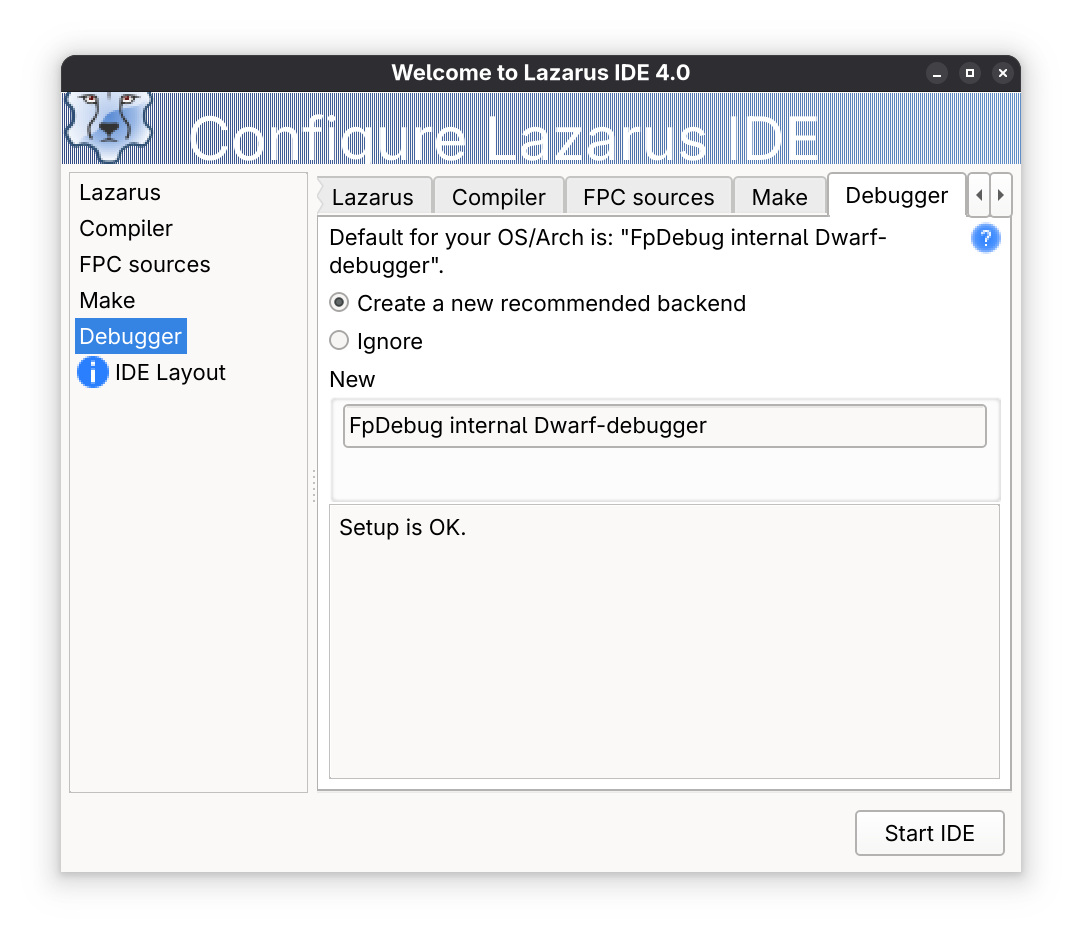 Welcome to Lazarus IDE 4.0
Configure Lazarus IDE
Lazarus
Compiler
FPC sources
Make
Debugger
IDE Layout
Lazarus Compiler FPC sources Make Debugger
Default for your OS/Arch is: "FpDebug internal Dwarf-
debugger".
Create a new recommended backend
Ignore
New
FpDebug internal Dwarf-debugger
Setup is OK.
Start IDE